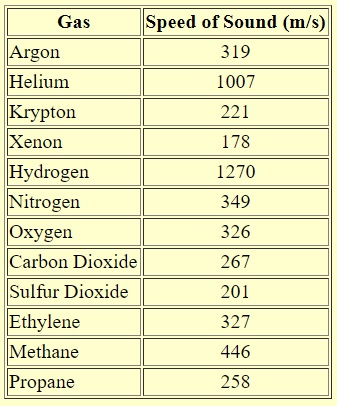 Gas Speed of Sound (m/s)
Argon 319
Helium 1007
Krypton 221
Xenon 178
Hydrogen 1270
Nitrogen 349
Oxygen 326
Carbon Dioxide 267
Sulfur Dioxide 201
Ethylene 327
Methane 446
Propane 258